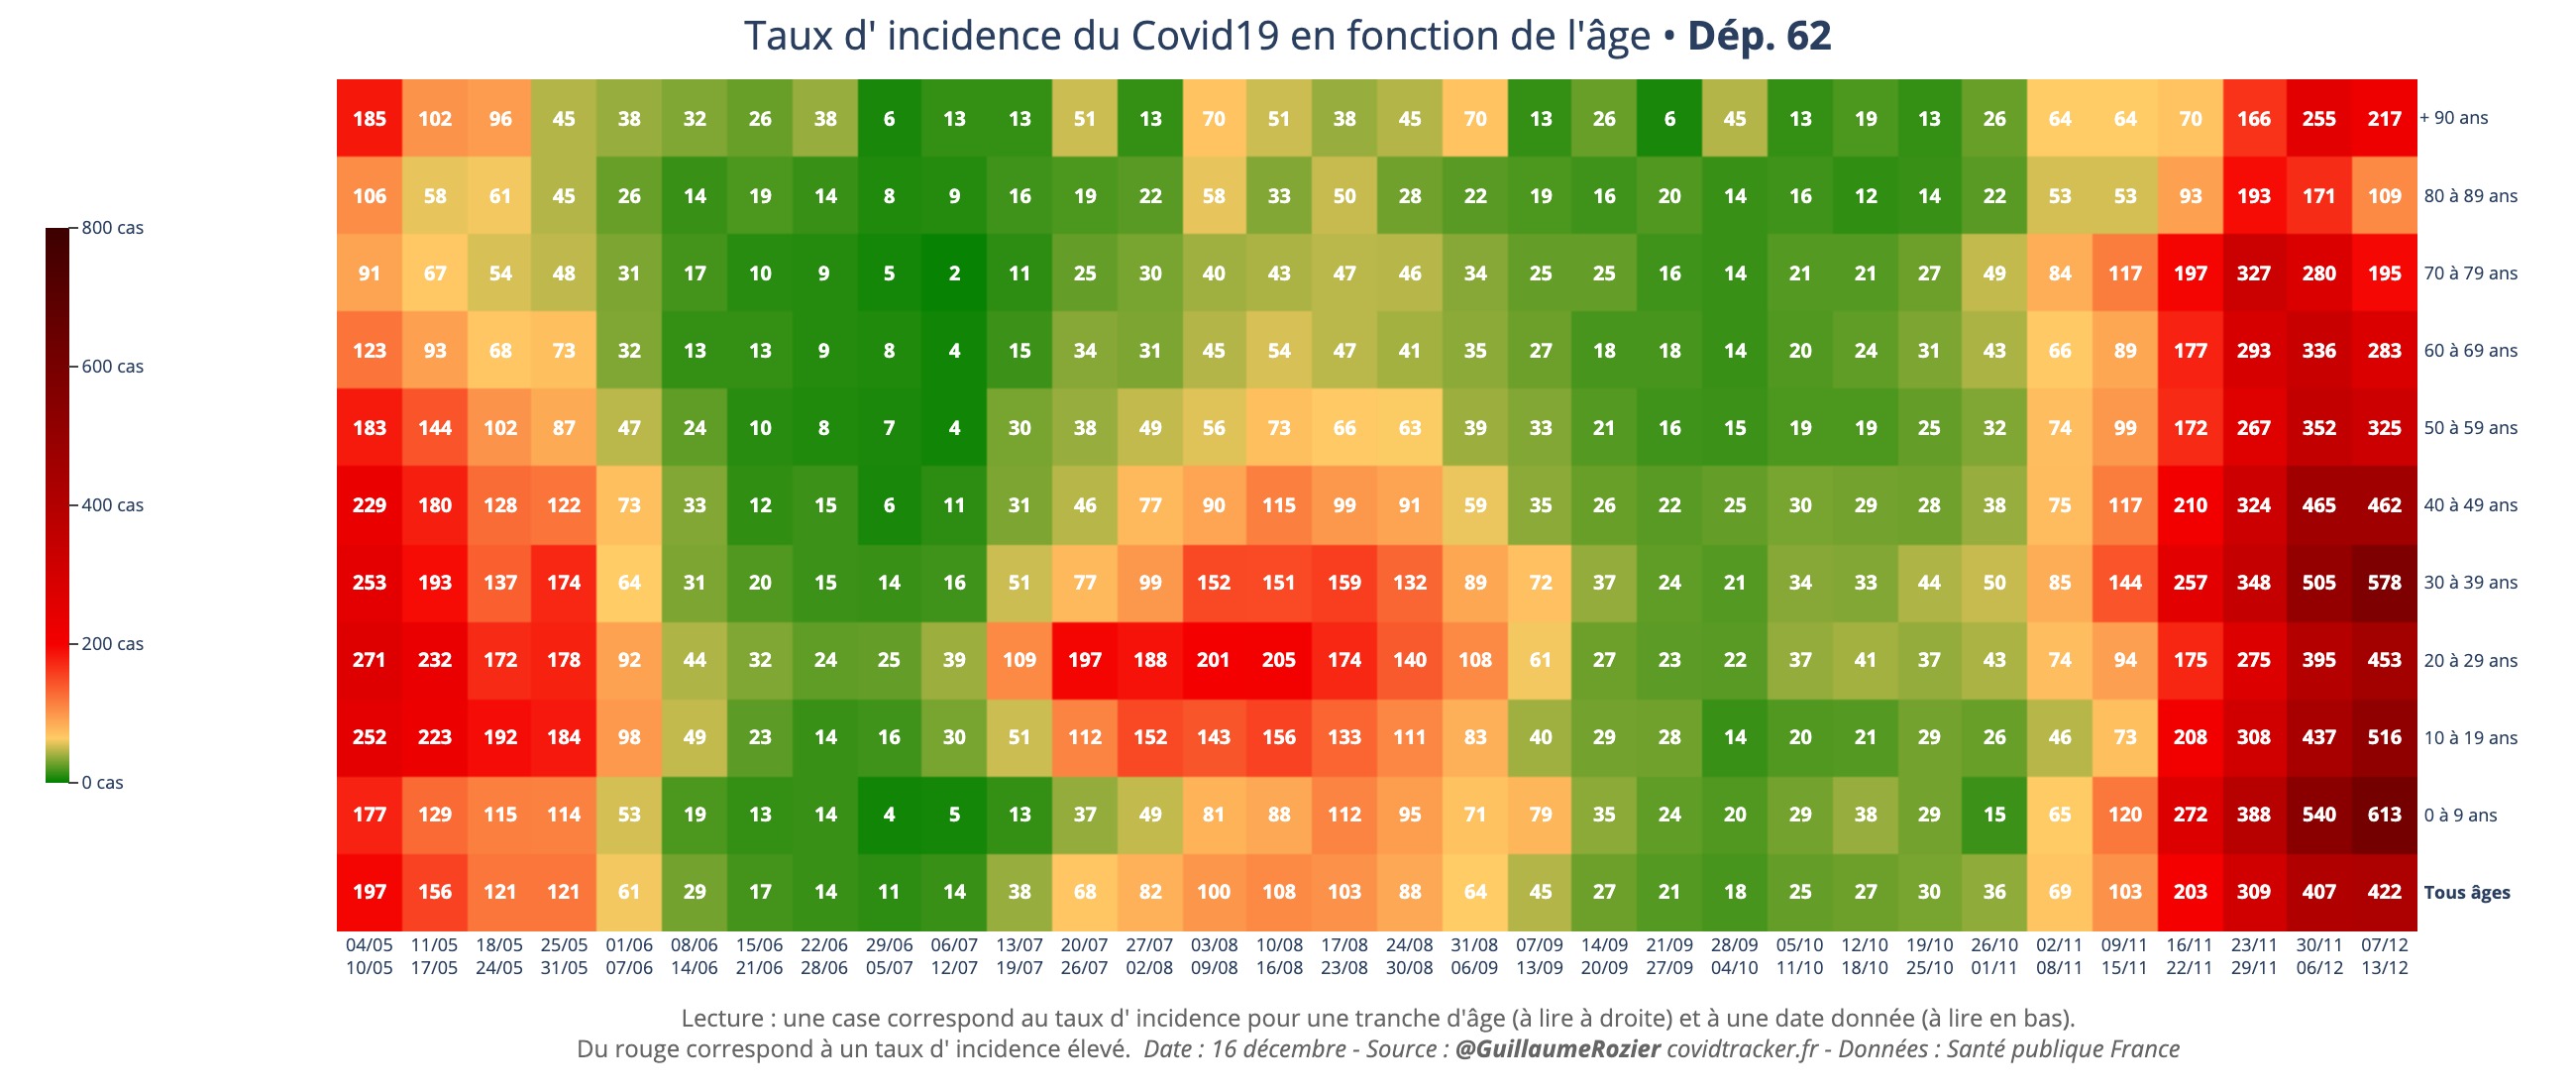 Taux d' incidence du Covid19 en fonction de l'âge • Dép. 62
800 cas
600 cas
400 cas
200 cas
0 cas
185 102 96 45 38 32 26 38 6 13 13 51 13 70 51 38 45 70 13 26 6 45 13 19 13 26 64 64 70 166 255 217 + 90 ans
106 58 61 45 26 14 19 14 8 9 16 19 22 58 33 50 28 22 19 16 20 14 16 12 14 22 53 53 93 193 171 109 80 à 89 ans
91 67 54 48 31 17 10 9 5 2 11 25 30 40 43 47 46 34 25 25 16 14 21 21 27 49 84 117 197 327 280 195 70 à 79 ans
123 93 68 73 32 13 13 9 8 4 15 34 31 45 54 47 41 35 27 18 18 14 20 24 31 43 66 89 177 293 336 283 60 à 69 ans
183 144 102 87 47 24 10 8 7 4 30 38 49 56 73 66 63 39 33 21 16 15 19 19 25 32 74 99 172 267 352 325 50 à 59 ans
229 180 128 122 73 33 12 15 6 11 31 46 77 90 115 99 91 59 35 26 22 25 30 29 28 38 75 117 210 324 465 462 40 à 49 ans
253 193 137 174 64 31 20 15 14 16 51 77 99 152 151 159 132 89 72 37 24 21 34 33 44 50 85 144 257 348 505 578 30 à 39 ans
271 232 172 178 92 44 32 24 25 39 109 197 188 201 205 174 140 108 61 27 23 22 37 41 37 43 74 94 175 275 395 453 20 à 29 ans
252 223 192 184 98 49 23 14 16 30 51 112 152 143 156 133 111 83 40 29 28 14 20 21 29 26 46 73 208 308 437 516 10 à 19 ans
177 129 115 114 53 19 13 14 4 5 13 37 49 81 88 112 95 71 79 35 24 20 29 38 29 15 65 120 272 388 540 613 0 à 9 ans
197 156 121 121 61 29 17 14 11 14 38 68 82 100 108 103 88 64 45 27 21 18 25 27 30 36 69 103 203 309 407 422 Tous âges
04/05 11/05 18/05 25/05 01/06 08/06 15/06 22/06 29/06 06/07 13/07 20/07 27/07 03/08 10/08 17/08 24/08 31/08 07/09 14/09 21/09 28/09 05/10 12/10 19/10 26/10 02/11 09/11 16/11 23/11 30/11 07/12
10/05 17/05 24/05 31/05 07/06 14/06 21/06 28/06 05/07 12/07 19/07 26/07 02/08 09/08 16/08 23/08 30/08 06/09 13/09 20/09 27/09 04/10 11/10 18/10 25/10 01/11 08/11 15/11 22/11 29/11 06/12 13/12
Lecture : une case correspond au taux d' incidence pour une tranche d'âge (à lire à droite) et à une date donnée (à lire en bas).
Du rouge correspond à un taux d' incidence élevé. Date : 16 décembre - Source : @GuillaumeRozier covidtracker.fr - Données : Santé publique France